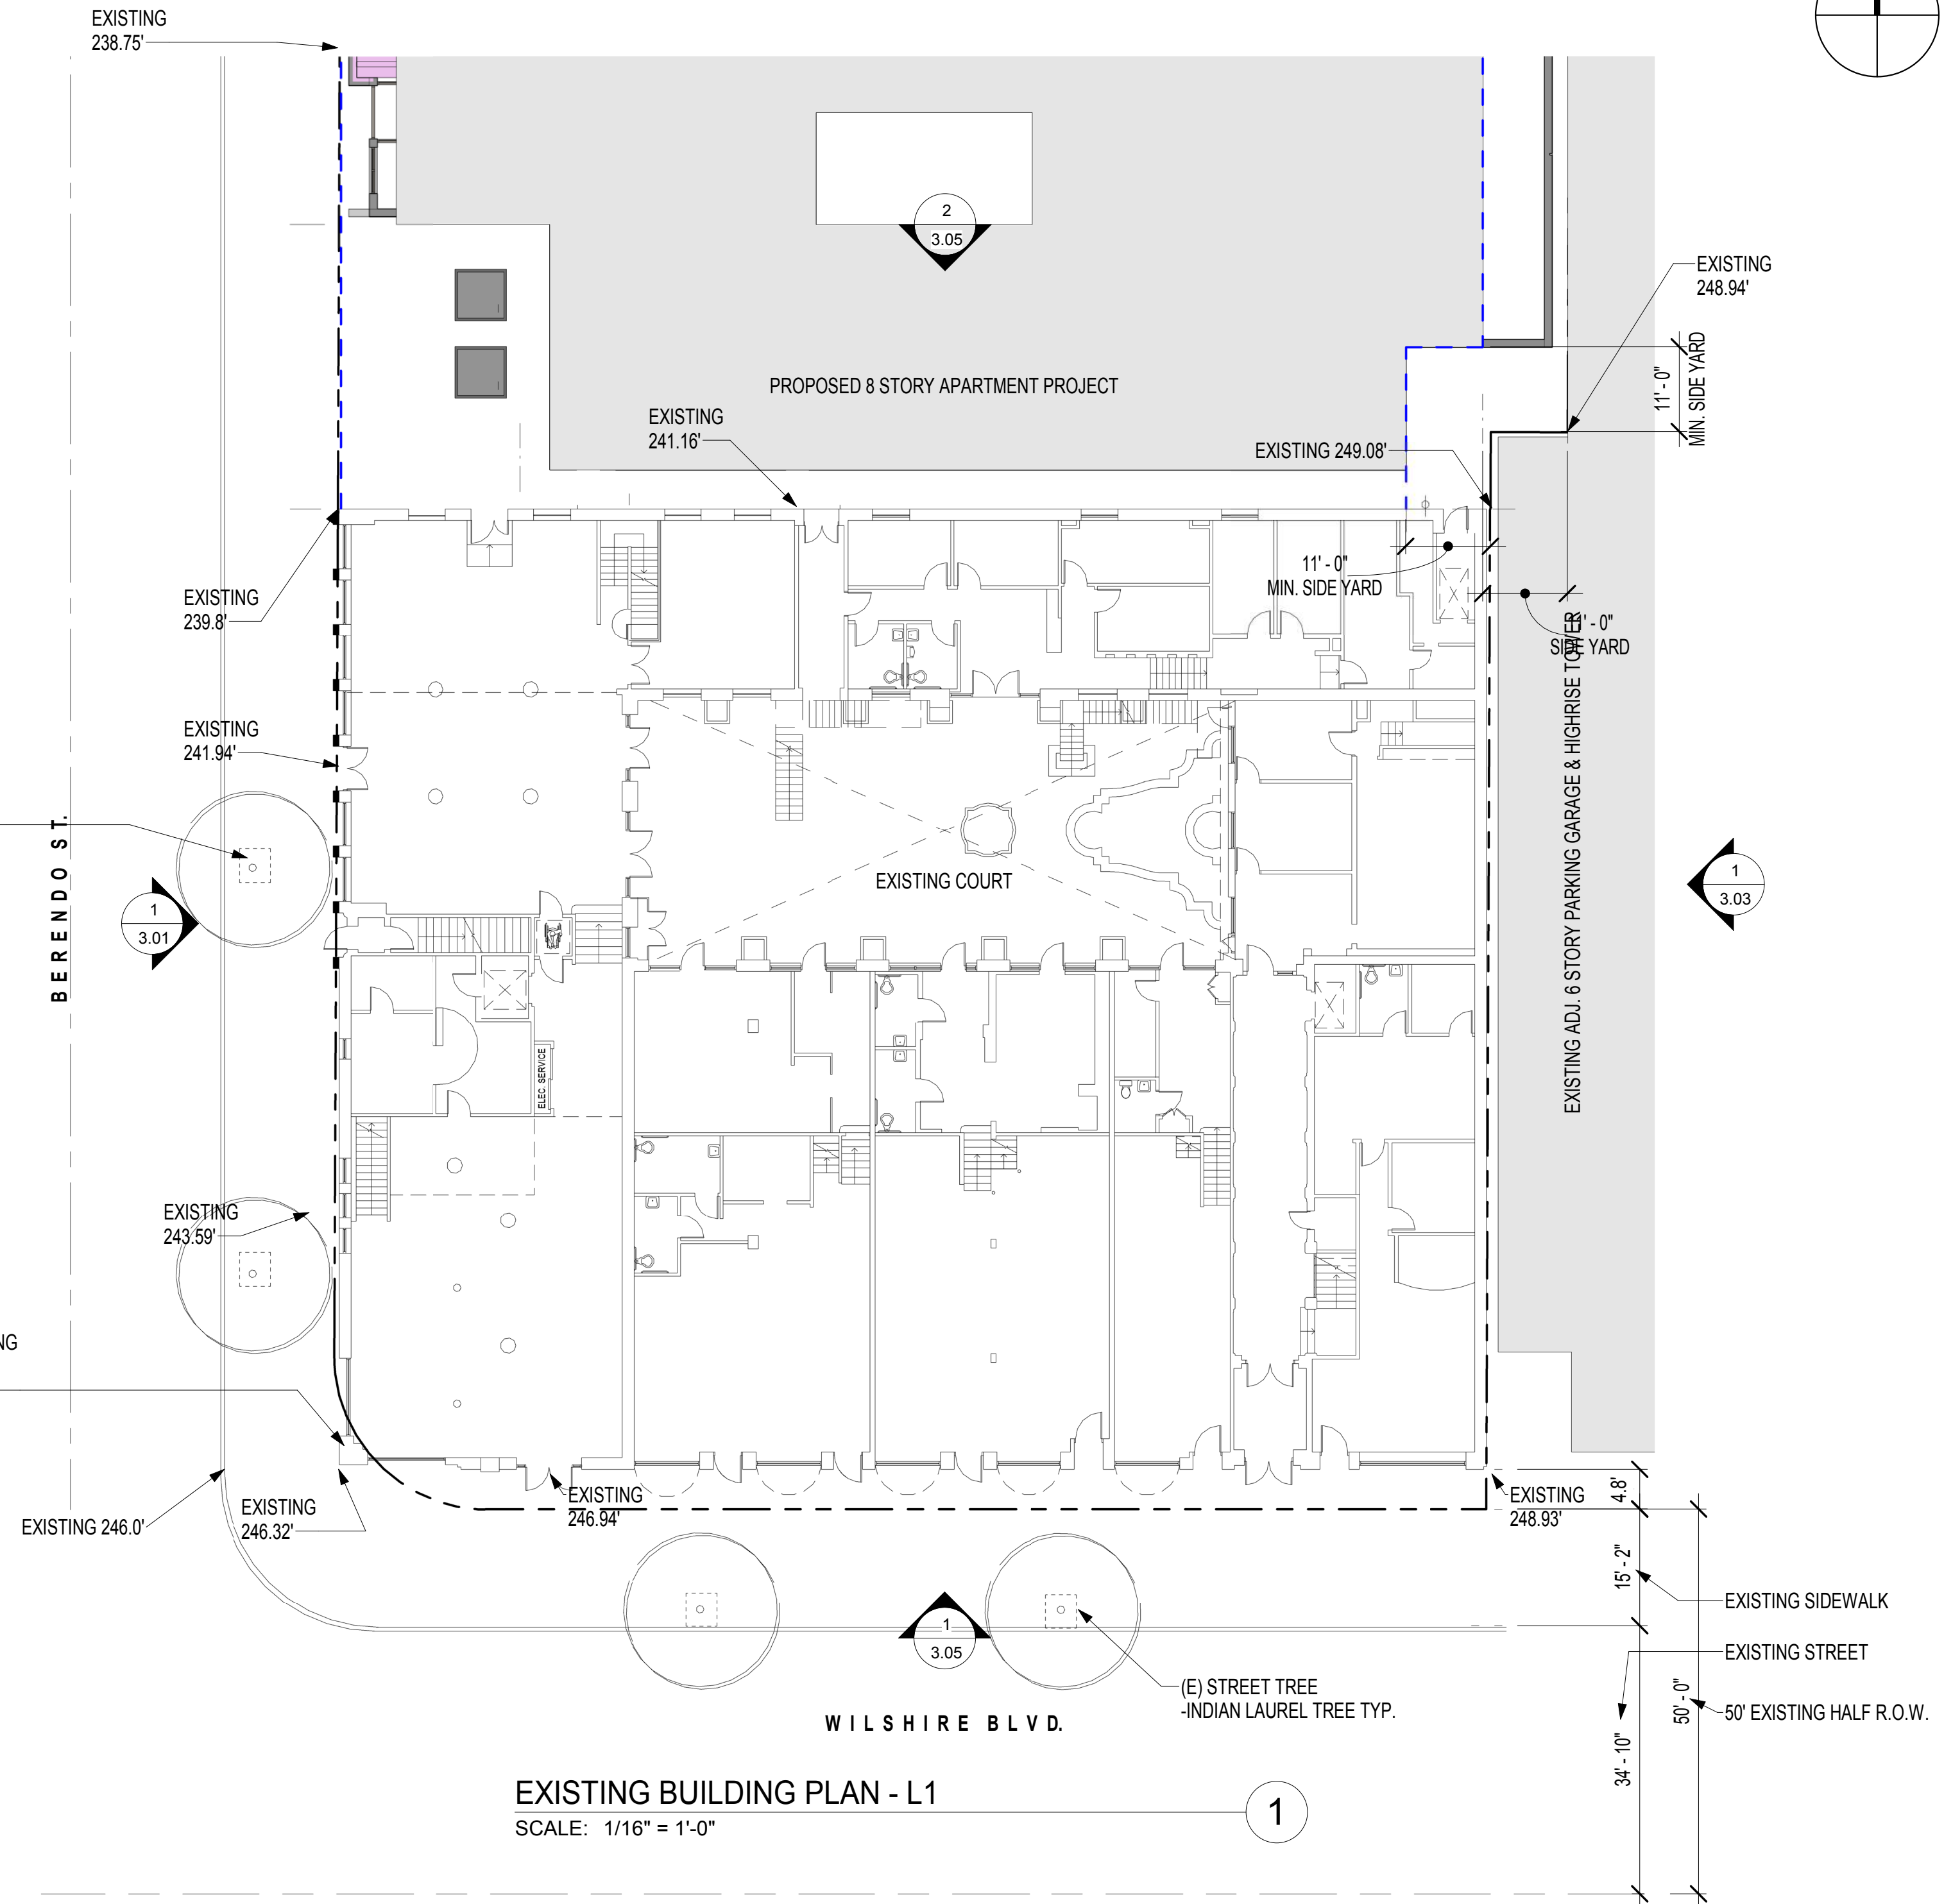 EXISTING
238.75'
2
3.05
EXISTING
248.94'
11' - 0"
MIN. SIDE YARD
PROPOSED 8 STORY APARTMENT PROJECT
EXISTING
241.16'
EXISTING 249.08'
11' - 0"
MIN. SIDE YARD
EXISTING
239.8'
SIDE YARD
EXISTING ADJ. 6 STORY PARKING GARAGE & HIGHRISE TOWER
EXISTING
241.94'
BERENDO ST.
EXISTING COURT
1
3.01
1
3.03
ELEC. SERVICE
EXISTING
243.59'
NG
EXISTING 246.0'
EXISTING
246.32'
EXISTING
246.94'
EXISTING
248.93'
4.8'
15' - 2"
EXISTING SIDEWALK
EXISTING STREET
50' - 0"
50' EXISTING HALF R.O.W.
34' - 10"
1
3.05
(E) STREET TREE
-INDIAN LAUREL TREE TYP.
WILSHIRE BLVD.
EXISTING BUILDING PLAN - L1
SCALE: 1/16" = 1'-0"
1